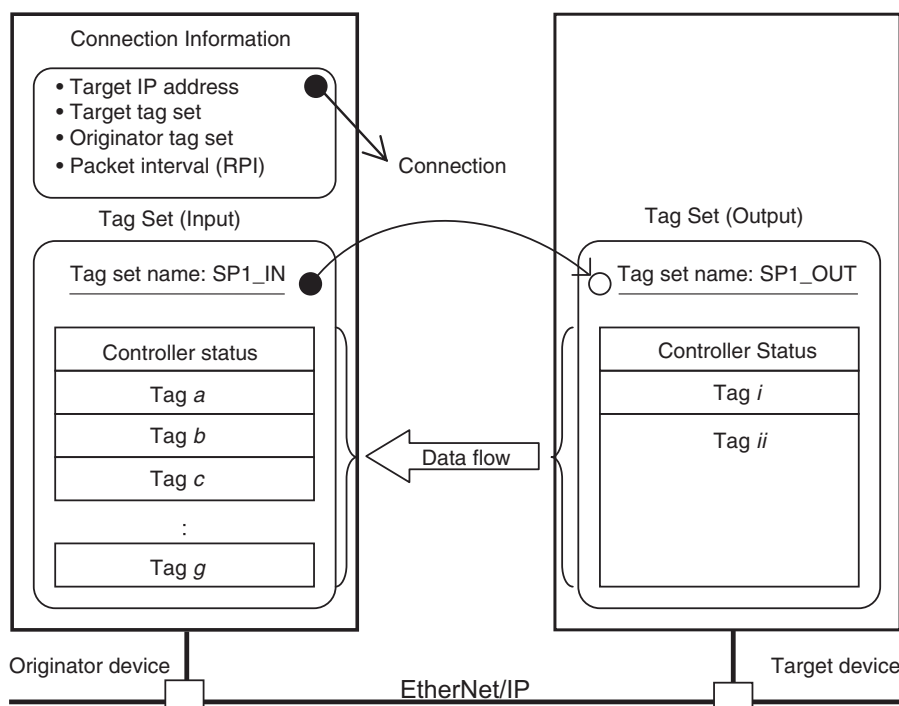 Connection Information
• Target IP address
• Target tag set
• Originator tag set
• Packet interval (RPI)
Connection
Tag Set (Input)
Tag set name: SP1_IN
Controller status
Tag a
Tag b
Tag c
:
Tag g
Data flow
Tag Set (Output)
Tag set name: SP1_OUT
Controller Status
Tag i
Tag ii
Originator device
EtherNet/IP
Target device